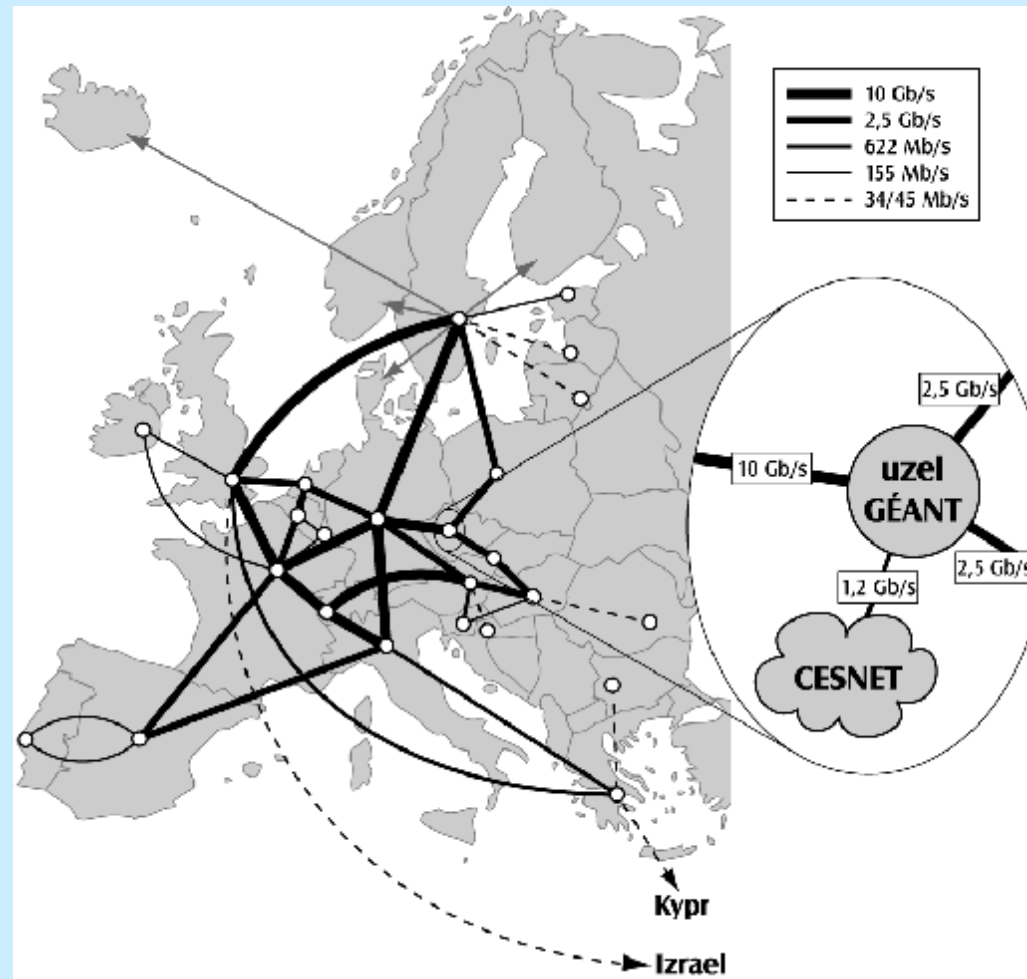 10 Gb/s
2,5 Gb/s
622 Mb/s
155 Mb/s
34/45 Mb/s
2,5 Gb/s
10 Gb/s
uzel
GÉANT
2,5 Gb/s
1,2 Gb/s
CESNET
Kypr
Izrael